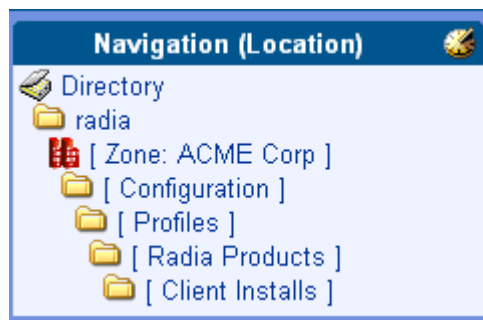 Navigation (Location)
Directory
radia
[ Zone: ACME Corp ]
[ Configuration ]
[ Profiles ]
[ Radia Products ]
[ Client Installs ]